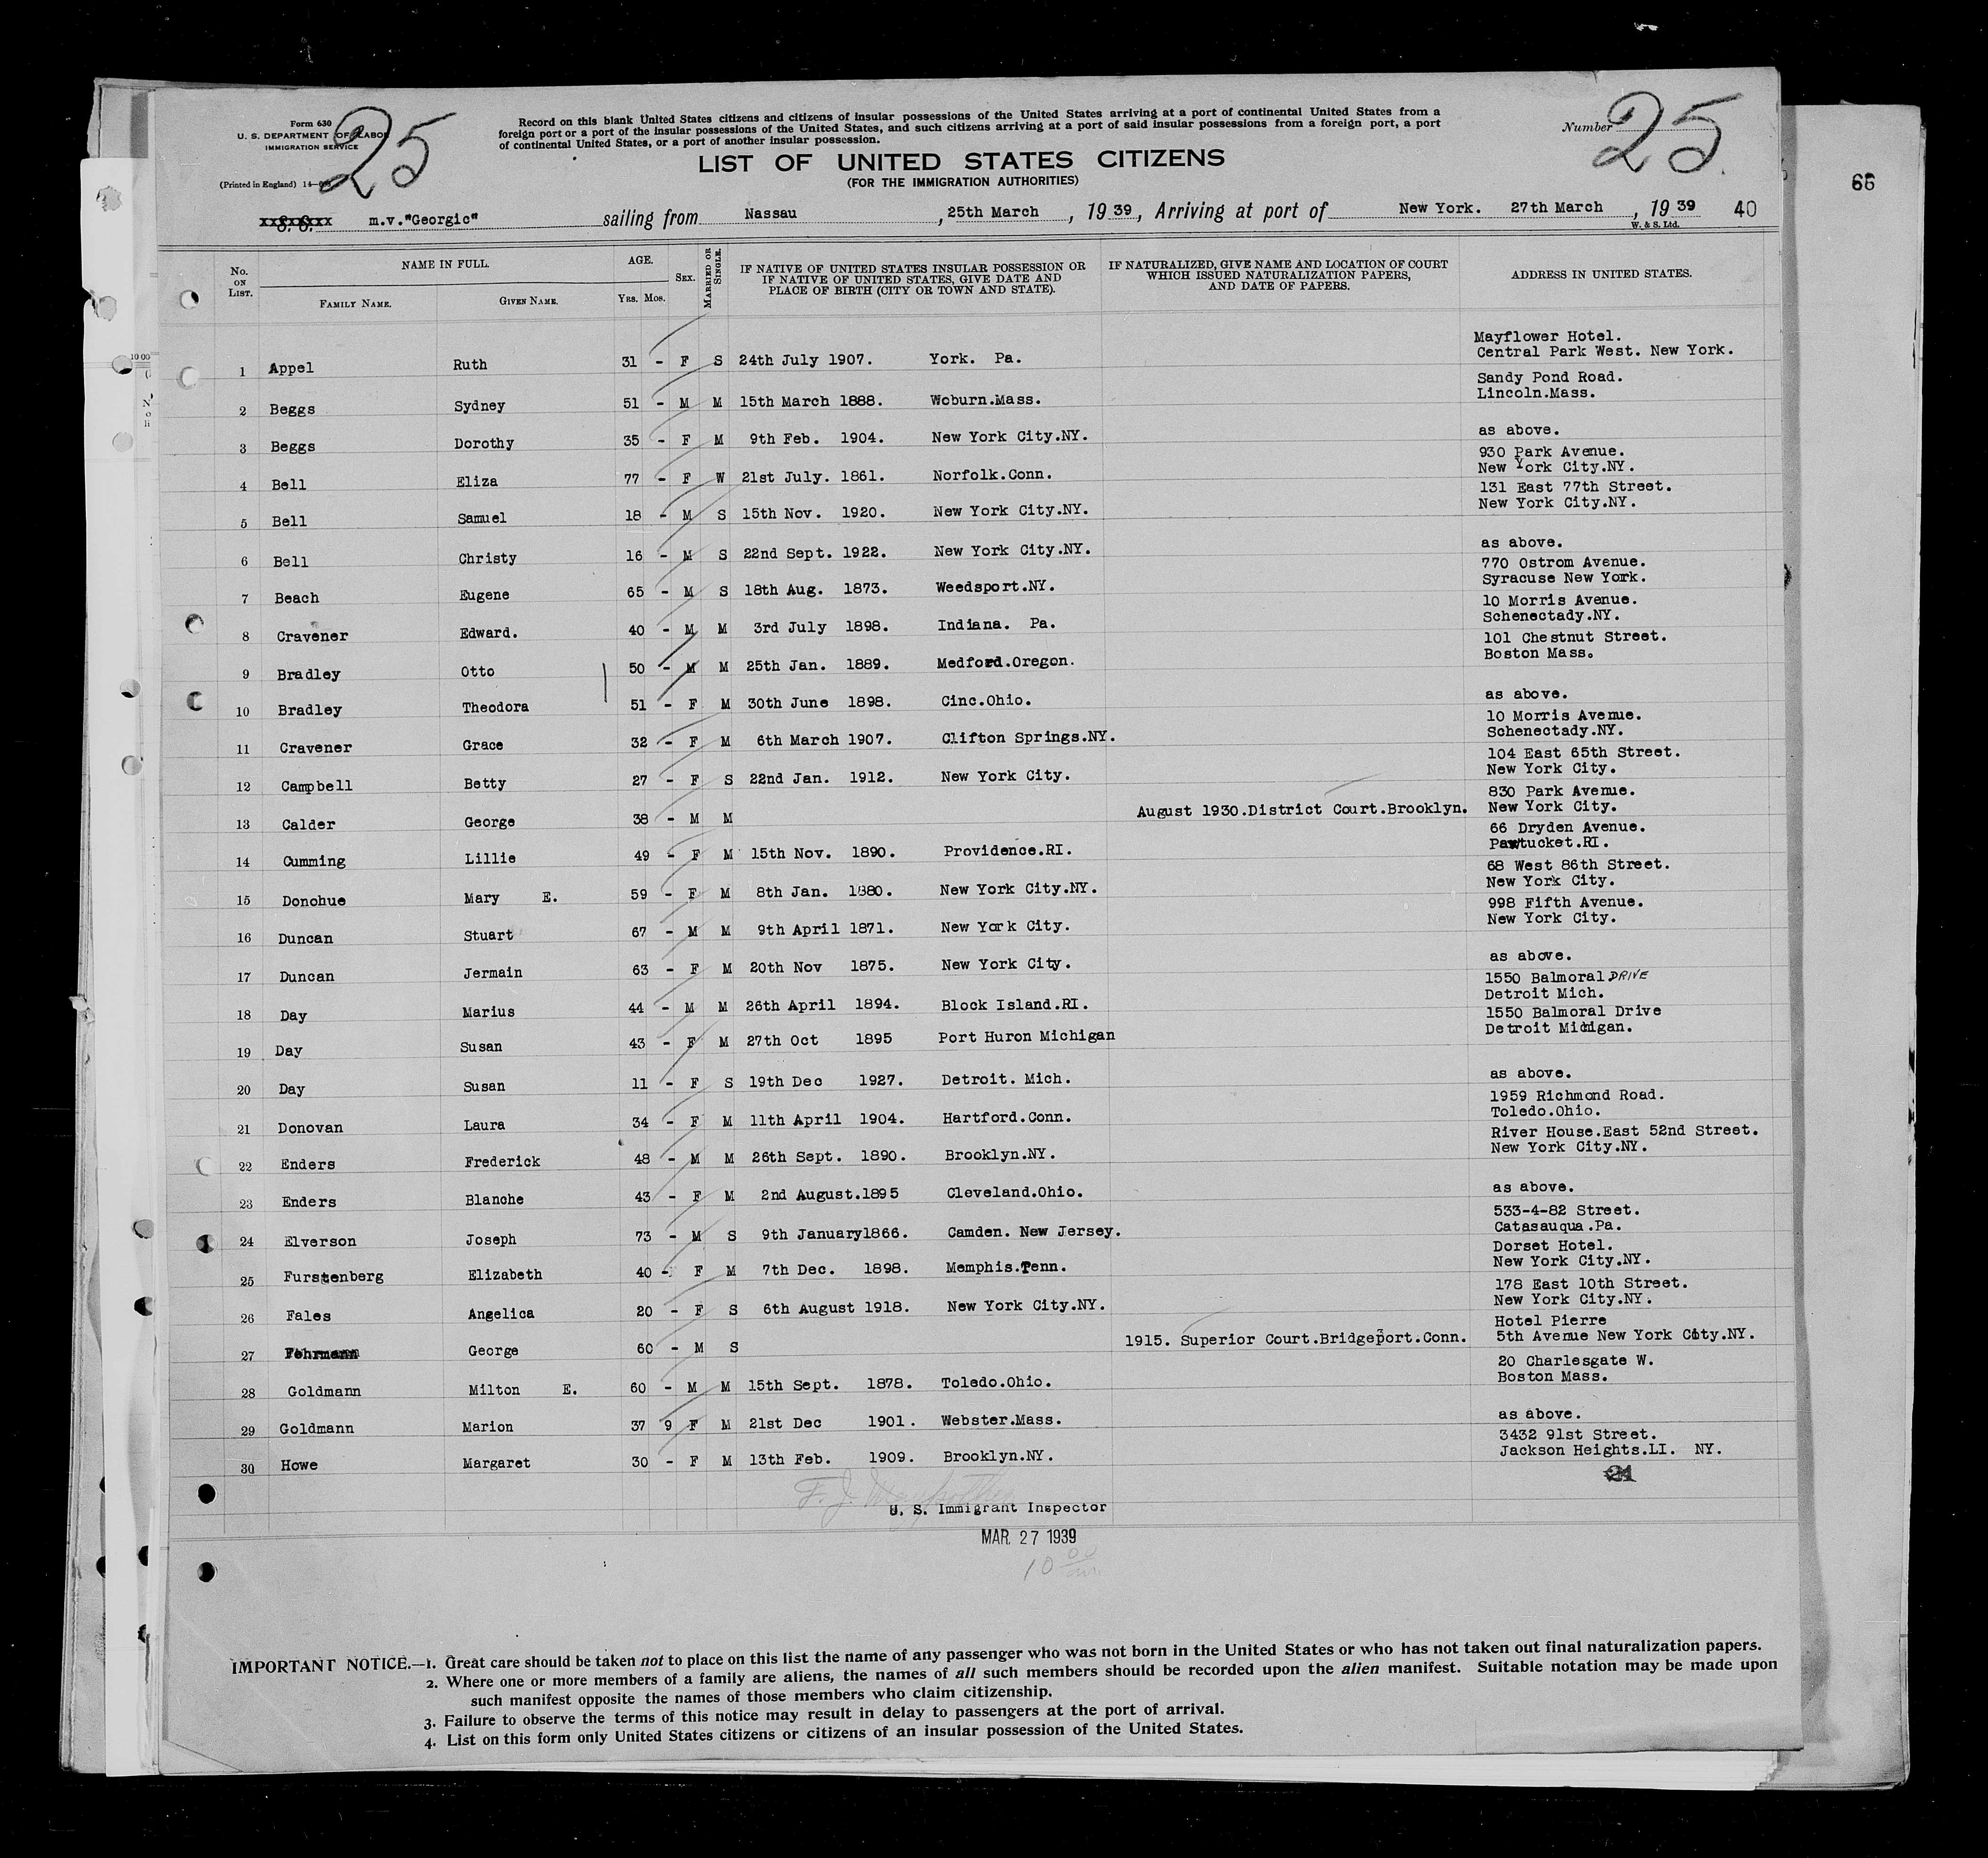 Form 630
U. S. DEPARTMENT OF LABOR
IMMIGRATION SERVICE
(Printed in England)
25
Record on this blank United States citizens and citizens of insular possessions of the United States arriving at a port of continental United States from a
foreign port or a port of the insular possessions of the United States, and such citizens arriving at a port of said insular possessions from a foreign port, a port
of continental United States, or a port of another insular possession.
LIST OF UNITED STATES CITIZENS
(FOR THE IMMIGRATION AUTHORITIES)
Number 25
66
S. S. m.v."Georgic" sailing from Nassau, 25th March, 1939, Arriving at port of New York. 27th March, 1939 40
W. & S. Ltd.
No. ON LIST. NAME IN FULL. FAMILY NAME. GIVEN NAME. AGE. Yrs. Mos. SEX. MARRIED OR SINGLE. IF NATIVE OF UNITED STATES INSULAR POSSESSION OR IF NATIVE OF UNITED STATES, GIVE DATE AND PLACE OF BIRTH (CITY OR TOWN AND STATE). IF NATURALIZED, GIVE NAME AND LOCATION OF COURT WHICH ISSUED NATURALIZATION PAPERS, AND DATE OF PAPERS. ADDRESS IN UNITED STATES.
1 Appel Ruth 31 - F S 24th July 1907. York. Pa. Mayflower Hotel. Central Park West. New York.
2 Beggs Sydney 51 - M M 15th March 1888. Woburn.Mass. Sandy Pond Road. Lincoln.Mass.
3 Beggs Dorothy 35 - F M 9th Feb. 1904. New York City.NY. as above.
4 Bell Eliza 77 - F W 21st July. 1861. Norfolk.Conn. 930 Park Avenue. New York City.NY.
5 Bell Samuel 18 - M S 15th Nov. 1920. New York City.NY. 131 East 77th Street. New York City.NY.
6 Bell Christy 16 - M S 22nd Sept. 1922. New York City.NY. as above.
7 Beach Eugene 65 - M S 18th Aug. 1873. Weedsport.NY. 770 Ostrom Avenue. Syracuse New York.
8 Cravener Edward. 40 - M M 3rd July 1898. Indiana. Pa. 10 Morris Avenue. Schenectady.NY.
9 Bradley Otto 50 - M M 25th Jan. 1889. Medford.Oregon. 101 Chestnut Street. Boston Mass.
10 Bradley Theodora 51 - F M 30th June 1898. Cinc.Ohio. as above.
11 Cravener Grace 32 - F M 6th March 1907. Clifton Springs.NY. 10 Morris Avenue. Schenectady.NY.
12 Campbell Betty 27 - F S 22nd Jan. 1912. New York City. 104 East 65th Street. New York City.
13 Calder George 38 - M M August 1930.District Court.Brooklyn. 830 Park Avenue. New York City.
14 Cumming Lillie 49 - F M 15th Nov. 1890. Providence.RI. 66 Dryden Avenue. Pawtucket.RI.
15 Donohue Mary E. 59 - F M 8th Jan. 1880. New York City.NY. 68 West 86th Street. New York City.
16 Duncan Stuart 67 - M M 9th April 1871. New York City. 998 Fifth Avenue. New York City.
17 Duncan Jermain 63 - F M 20th Nov 1875. New York City. as above.
18 Day Marius 44 - M M 26th April 1894. Block Island.RI. 1550 Balmoral DRIVE Detroit Mich.
19 Day Susan 43 - F M 27th Oct 1895 Port Huron Michigan 1550 Balmoral Drive Detroit Michigan.
20 Day Susan 11 - F S 19th Dec 1927. Detroit. Mich. as above.
21 Donovan Laura 34 - F M 11th April 1904. Hartford.Conn. 1959 Richmond Road. Toledo.Ohio.
22 Enders Frederick 48 - M M 26th Sept. 1890. Brooklyn.NY. River House.East 52nd Street. New York City.NY.
23 Enders Blanche 43 - F M 2nd August.1895 Cleveland.Ohio. as above.
24 Elverson Joseph 73 - M S 9th January1866. Camden. New Jersey. 533-4-82 Street. Catasauqua.Pa.
25 Furstenberg Elizabeth 40 - F M 7th Dec. 1898. Memphis.Tenn. Dorset Hotel. New York City.NY.
26 Fales Angelica 20 - F S 6th August 1918. New York City.NY. 178 East 10th Street. New York City.NY.
27 Fohrmann George 60 - M S 1915. Superior Court.Bridgeport.Conn. Hotel Pierre 5th Avenue New York City.NY.
28 Goldmann Milton E. 60 - M M 15th Sept. 1878. Toledo.Ohio. 20 Charlesgate W. Boston Mass.
29 Goldmann Marion 37 9 F M 21st Dec 1901. Webster.Mass. as above.
30 Howe Margaret 30 - F M 13th Feb. 1909. Brooklyn.NY. 3432 91st Street. Jackson Heights.LI. NY.
U. S. Immigrant Inspector
MAR. 27 1939
10 00
IMPORTANT NOTICE.—1. Great care should be taken not to place on this list the name of any passenger who was not born in the United States or who has not taken out final naturalization papers.
2. Where one or more members of a family are aliens, the names of all such members should be recorded upon the alien manifest. Suitable notation may be made upon
such manifest opposite the names of those members who claim citizenship.
3. Failure to observe the terms of this notice may result in delay to passengers at the port of arrival.
4. List on this form only United States citizens or citizens of an insular possession of the United States.